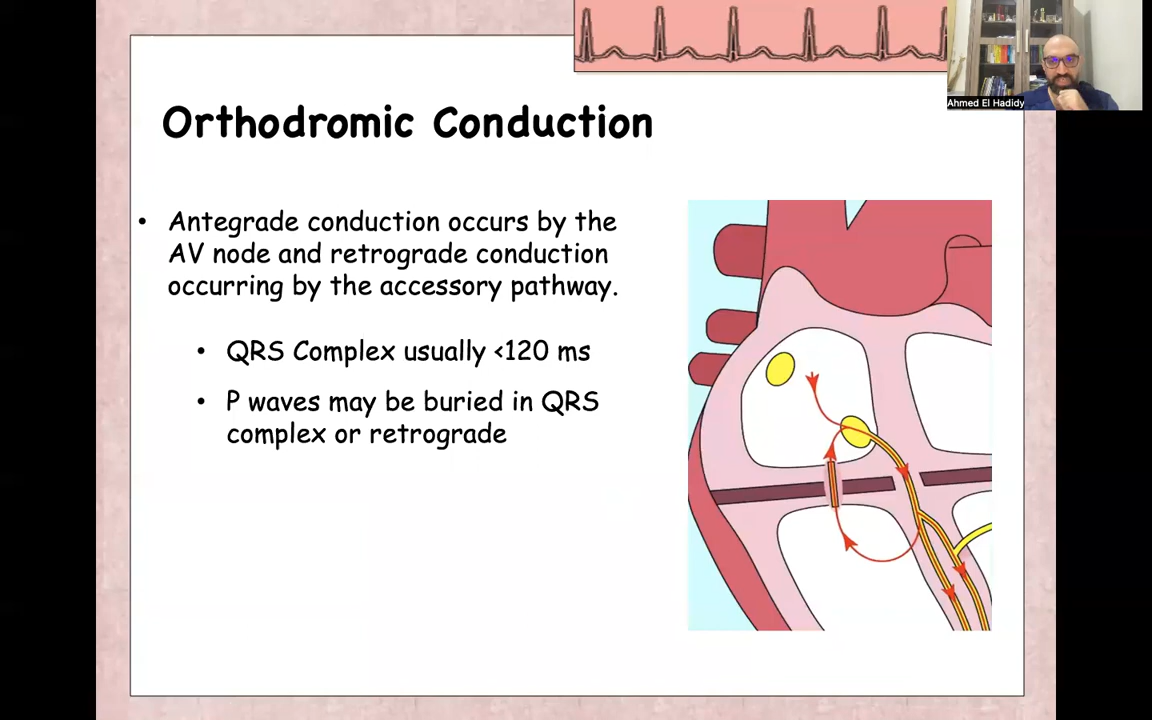 Ahmed El Hadidy
Orthodromic Conduction
• Antegrade conduction occurs by the
AV node and retrograde conduction
occurring by the accessory pathway.
• QRS Complex usually <120 ms
• P waves may be buried in QRS
complex or retrograde